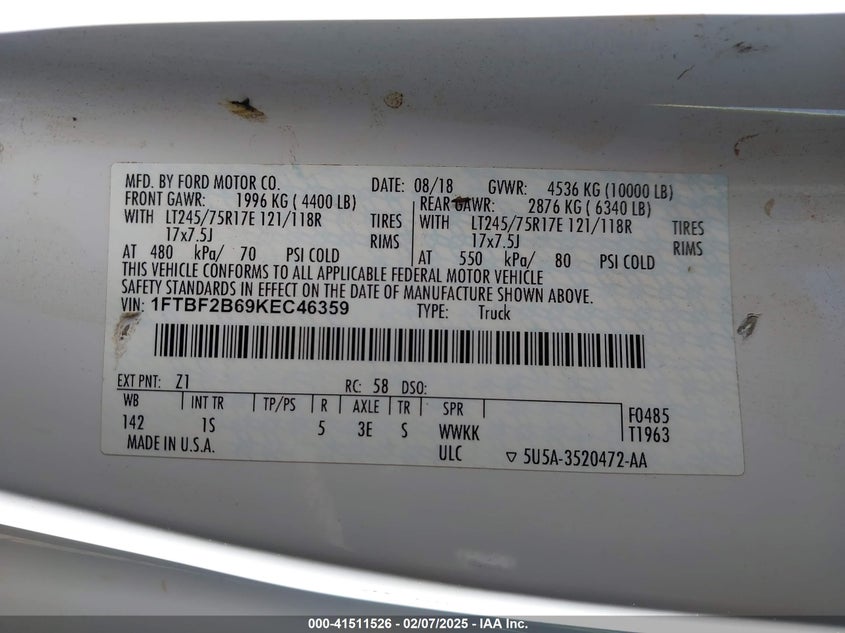 MFD. BY FORD MOTOR CO. DATE: 08/18 GVWR: 4536 KG (10000 LB)
FRONT GAWR: 1996 KG ( 4400 LB) REAR GAWR: 2876 KG ( 6340 LB)
WITH LT245/75R17E 121/118R TIRES WITH LT245/75R17E 121/118R TIRES
17x7.5J RIMS 17x7.5J RIMS
AT 480 kPa/ 70 PSI COLD AT 550 kPa/ 80 PSI COLD
THIS VEHICLE CONFORMS TO ALL APPLICABLE FEDERAL MOTOR VEHICLE
SAFETY STANDARDS IN EFFECT ON THE DATE OF MANUFACTURE SHOWN ABOVE.
VIN: 1FTBF2B69KEC46359 TYPE: Truck
EXT PNT: Z1 RC: 58 DSO:
WB INT TR TP/PS R AXLE TR SPR F0485
142 1S 5 3E S WWKK T1963
MADE IN U.S.A. ULC ▽ 5U5A-3520472-AA
000-41511526 - 02/07/2025 - IAA Inc.